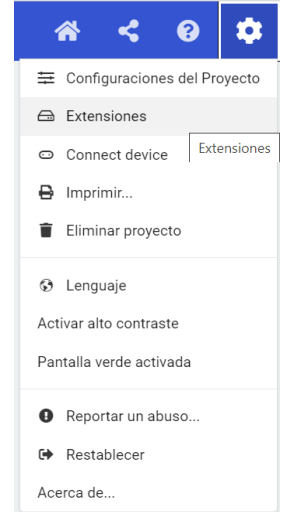 Configuraciones del Proyecto
Extensiones
Connect device
Extensiones
Imprimir...
Eliminar proyecto
Lenguaje
Activar alto contraste
Pantalla verde activada
Reportar un abuso...
Restablecer
Acerca de...